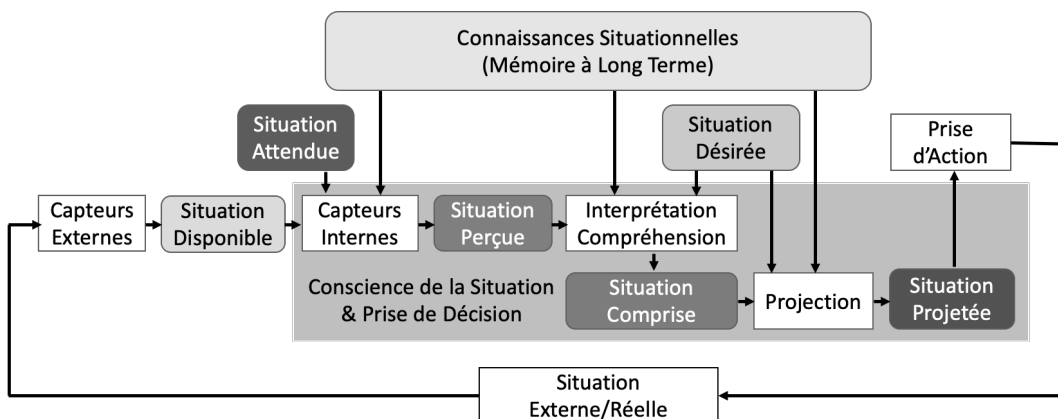 Connaissances Situationnelles
(Mémoire à Long Terme)
Situation
Attendue
Situation
Désirée
Prise
d’Action
Capteurs
Externes
Situation
Disponible
Capteurs
Internes
Situation
Perçue
Interprétation
Compréhension
Conscience de la Situation
& Prise de Décision
Situation
Comprise
Projection
Situation
Projetée
Situation
Externe/Réelle